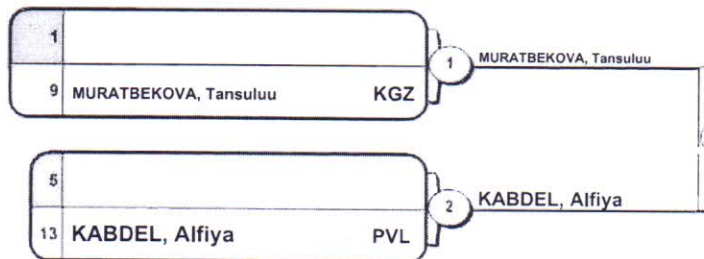 1
9 MURATBEKOVA, Tansuluu KGZ
1 MURATBEKOVA, Tansuluu
5
13 KABDEL, Alfiya PVL
2 KABDEL, Alfiya